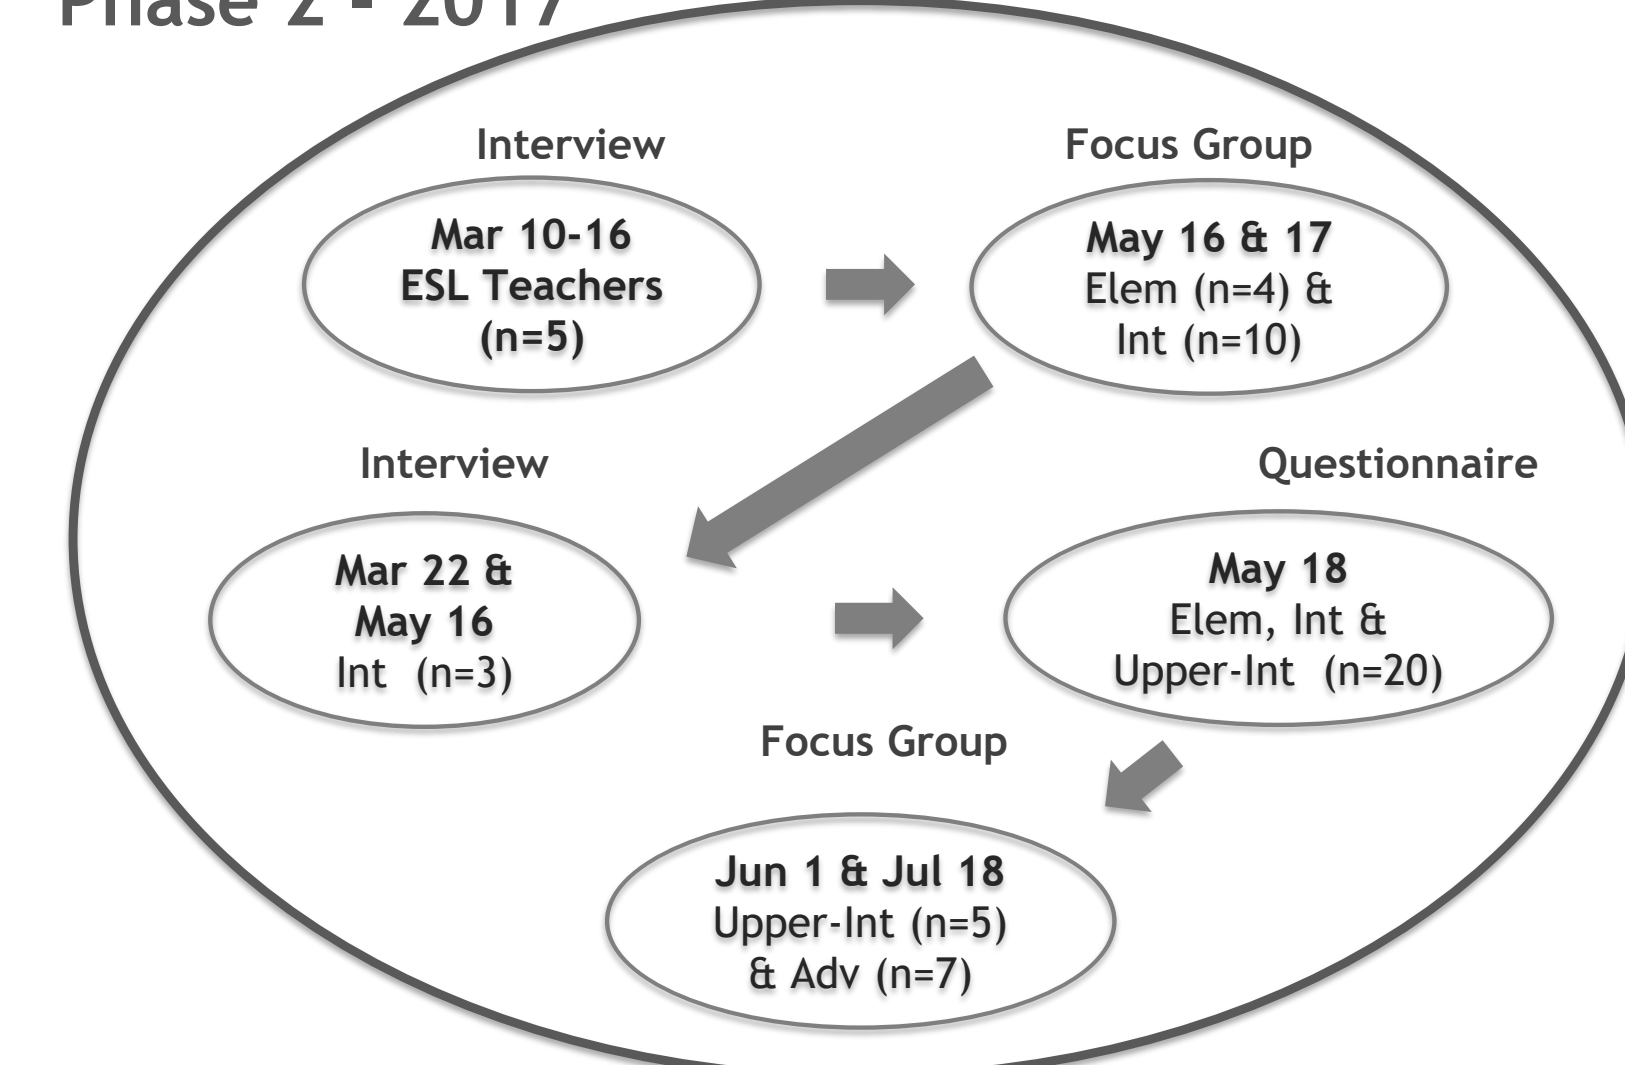 Phase 2 - 2017
Interview
Mar 10-16
ESL Teachers
(n=5)
Focus Group
May 16 & 17
Elem (n=4) &
Int (n=10)
Interview
Mar 22 &
May 16
Int (n=3)
Questionnaire
May 18
Elem, Int &
Upper-Int (n=20)
Focus Group
Jun 1 & Jul 18
Upper-Int (n=5)
& Adv (n=7)